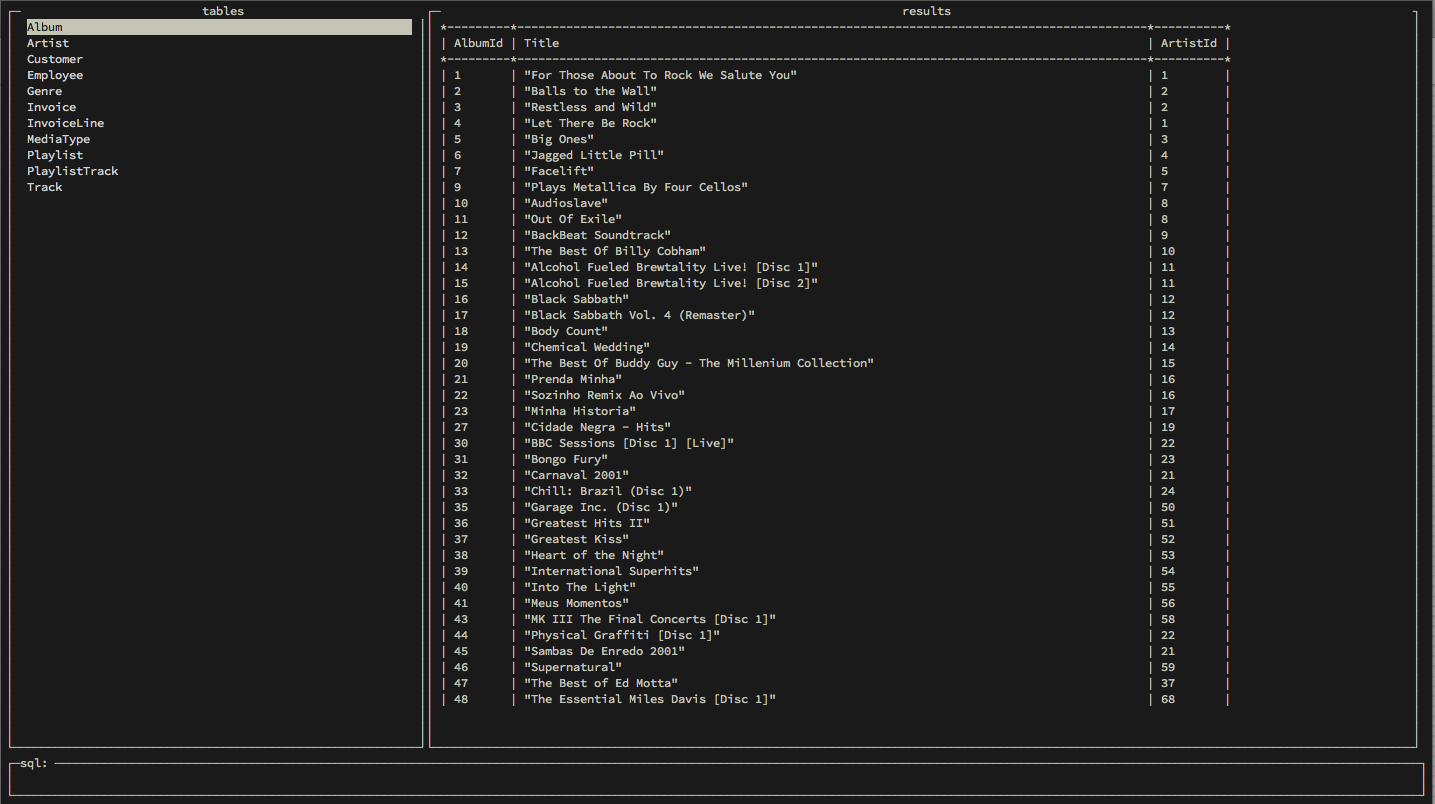 tables
Album
Artist
Customer
Employee
Genre
Invoice
InvoiceLine
MediaType
Playlist
PlaylistTrack
Track
results
*---------*------------------------------------------------------------------------------------------*----------*
| AlbumId | Title | ArtistId |
*---------*------------------------------------------------------------------------------------------*----------*
| 1 | "For Those About To Rock We Salute You" | 1 |
| 2 | "Balls to the Wall" | 2 |
| 3 | "Restless and Wild" | 2 |
| 4 | "Let There Be Rock" | 1 |
| 5 | "Big Ones" | 3 |
| 6 | "Jagged Little Pill" | 4 |
| 7 | "Facelift" | 5 |
| 9 | "Plays Metallica By Four Cellos" | 7 |
| 10 | "Audioslave" | 8 |
| 11 | "Out Of Exile" | 8 |
| 12 | "BackBeat Soundtrack" | 9 |
| 13 | "The Best Of Billy Cobham" | 10 |
| 14 | "Alcohol Fueled Brewtality Live! [Disc 1]" | 11 |
| 15 | "Alcohol Fueled Brewtality Live! [Disc 2]" | 11 |
| 16 | "Black Sabbath" | 12 |
| 17 | "Black Sabbath Vol. 4 (Remaster)" | 12 |
| 18 | "Body Count" | 13 |
| 19 | "Chemical Wedding" | 14 |
| 20 | "The Best Of Buddy Guy - The Millenium Collection" | 15 |
| 21 | "Prenda Minha" | 16 |
| 22 | "Sozinho Remix Ao Vivo" | 16 |
| 23 | "Minha Historia" | 17 |
| 27 | "Cidade Negra - Hits" | 19 |
| 30 | "BBC Sessions [Disc 1] [Live]" | 22 |
| 31 | "Bongo Fury" | 23 |
| 32 | "Carnaval 2001" | 21 |
| 33 | "Chill: Brazil (Disc 1)" | 24 |
| 35 | "Garage Inc. (Disc 1)" | 50 |
| 36 | "Greatest Hits II" | 51 |
| 37 | "Greatest Kiss" | 52 |
| 38 | "Heart of the Night" | 53 |
| 39 | "International Superhits" | 54 |
| 40 | "Into The Light" | 55 |
| 41 | "Meus Momentos" | 56 |
| 43 | "MK III The Final Concerts [Disc 1]" | 58 |
| 44 | "Physical Graffiti [Disc 1]" | 22 |
| 45 | "Sambas De Enredo 2001" | 21 |
| 46 | "Supernatural" | 59 |
| 47 | "The Best of Ed Motta" | 37 |
| 48 | "The Essential Miles Davis [Disc 1]" | 68 |
sql: